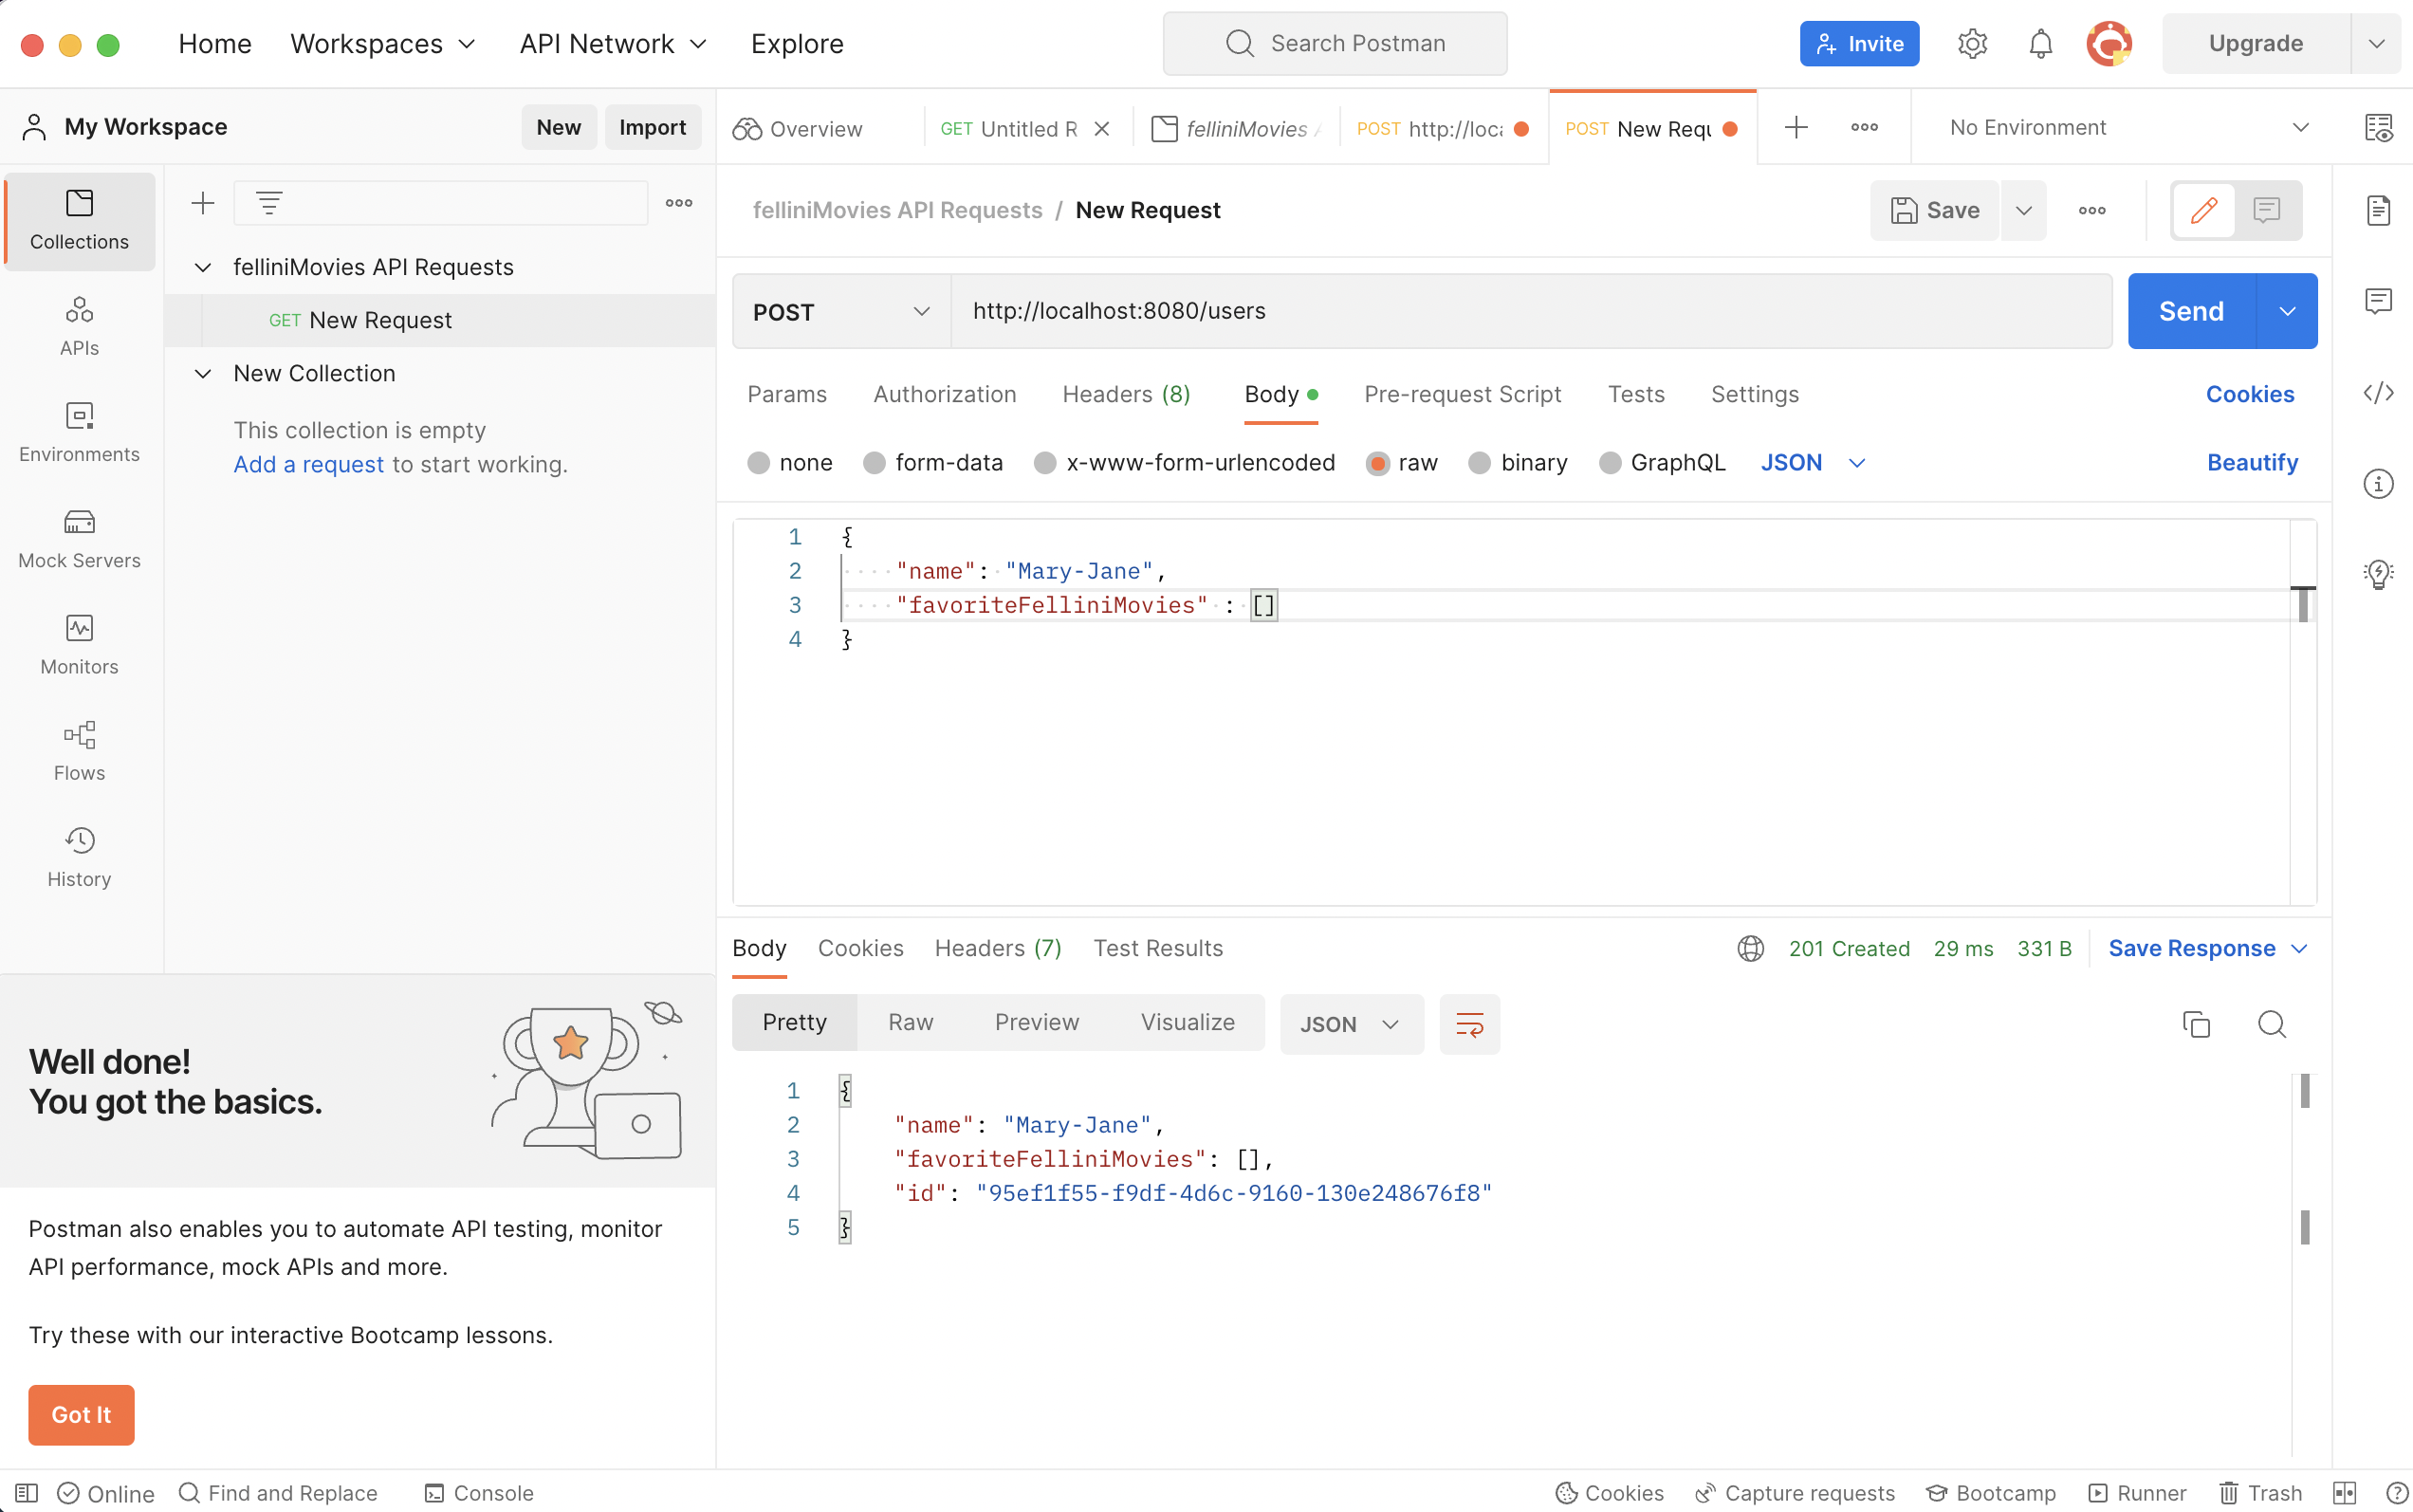 Home Workspaces API Network Explore Search Postman Invite Upgrade
My Workspace New Import Overview GET Untitled R felliniMovies POST http://loc POST New Requ No Environment
felliniMovies API Requests / New Request Save
Collections
felliniMovies API Requests
GET New Request
New Collection
This collection is empty
Add a request to start working.
APIs
Environments
Mock Servers
Monitors
Flows
History
POST http://localhost:8080/users Send
Params Authorization Headers (8) Body Pre-request Script Tests Settings Cookies
none form-data x-www-form-urlencoded raw binary GraphQL JSON Beautify
1 {
2 "name": "Mary-Jane",
3 "favoriteFelliniMovies" : []
4 }
Body Cookies Headers (7) Test Results 201 Created 29 ms 331 B Save Response
Pretty Raw Preview Visualize JSON
1 {
2 "name": "Mary-Jane",
3 "favoriteFelliniMovies": [],
4 "id": "95ef1f55-f9df-4d6c-9160-130e248676f8"
5 }
Well done!
You got the basics.
Postman also enables you to automate API testing, monitor
API performance, mock APIs and more.
Try these with our interactive Bootcamp lessons.
Got It
Online Find and Replace Console Cookies Capture requests Bootcamp Runner Trash